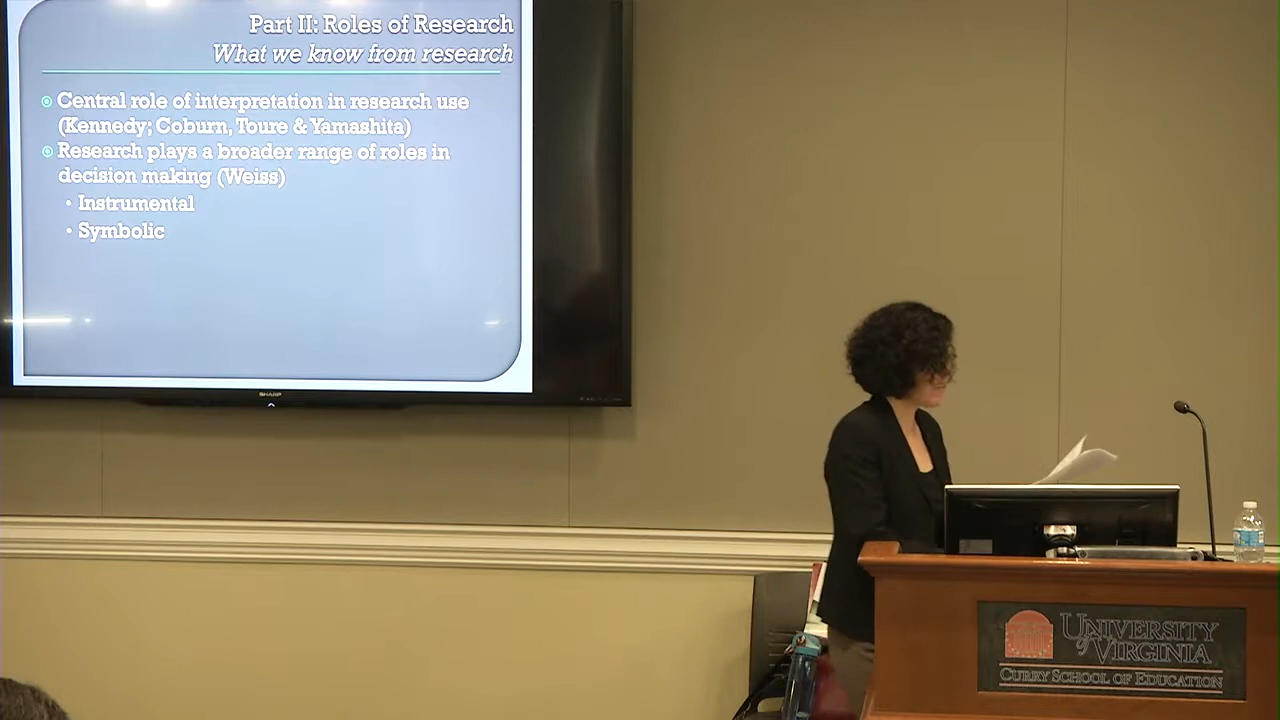 Part II: Roles of Research
What we know from research
Central role of interpretation in research use
(Kennedy; Coburn, Toure & Yamashita)
Research plays a broader range of roles in
decision making (Weiss)
• Instrumental
• Symbolic
SHARP
UNIVERSITY
of VIRGINIA
CURRY SCHOOL OF EDUCATION